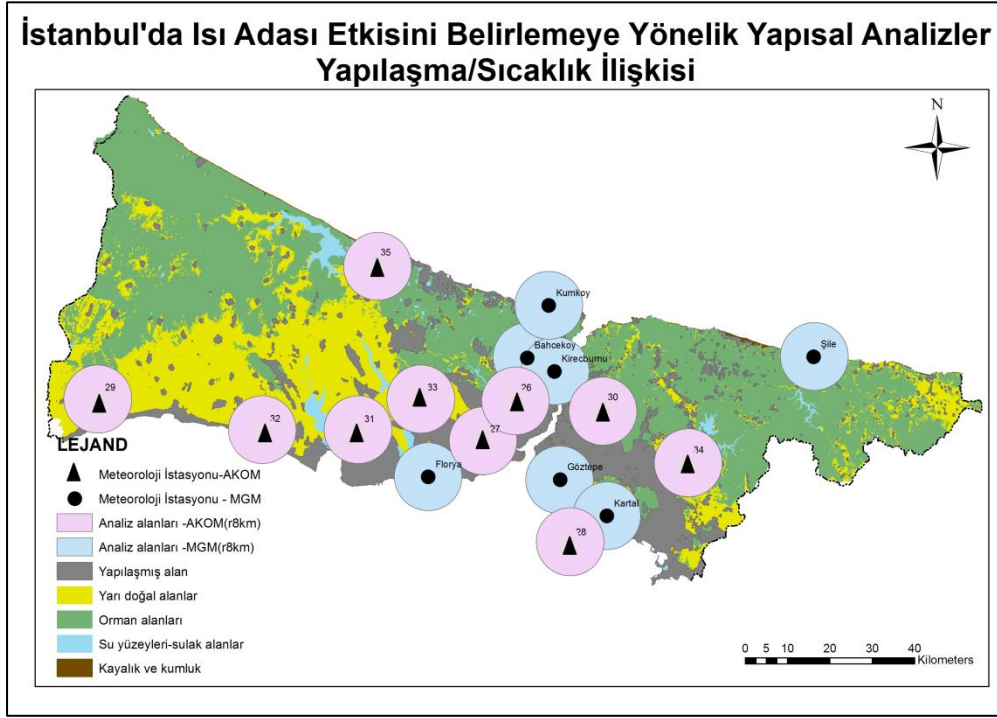 İstanbul'da Isı Adası Etkisini Belirlemeye Yönelik Yapısal Analizler
Yapılaşma/Sıcaklık İlişkisi
N
35
Kumkoy
Bahcekoy
Kirecburnu
Şile
29
33
26
30
32
31
27
34
Florya
Göztepe
Kartal
28
LEJAND
Meteoroloji İstasyonu-AKOM
Meteoroloji İstasyonu - MGM
Analiz alanları -AKOM(r8km)
Analiz alanları -MGM(r8km)
Yapılaşmış alan
Yarı doğal alanlar
Orman alanları
Su yüzeyleri-sulak alanlar
Kayalık ve kumluk
0 5 10 20 30 40
Kilometers